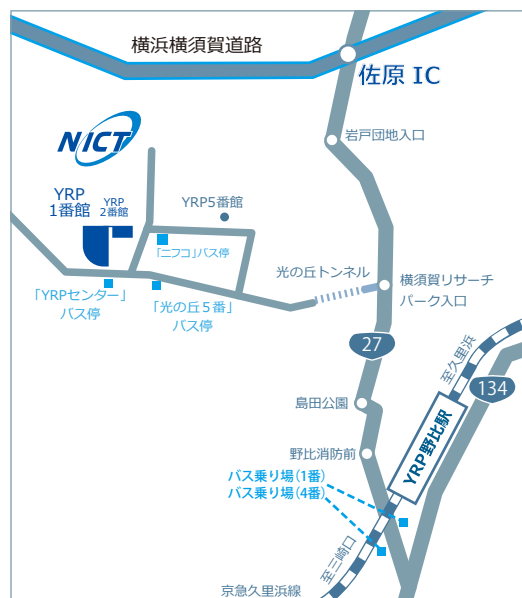 横浜横須賀道路
佐原 IC
NICT
岩戸団地入口
YRP
1番館
YRP
2番館
YRP5番館
「ニフコ」バス停
光の丘トンネル
横須賀リサーチ
パーク入口
「YRPセンター」
バス停
「光の丘５番」
バス停
27
至久里浜
134
島田公園
YRP野比駅
野比消防前
バス乗り場（1番）
バス乗り場（4番）
至三崎口
京急久里浜線